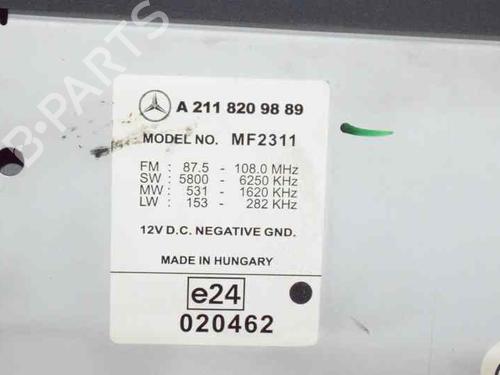 B-PARTS
A 211 820 98 89
MODEL NO. MF2311
FM : 87.5 - 108.0 MHz
SW : 5800 - 6250 KHz
MW : 531 - 1620 KHz
LW : 153 - 282 KHz
12V D.C. NEGATIVE GND.
MADE IN HUNGARY
e24
020462